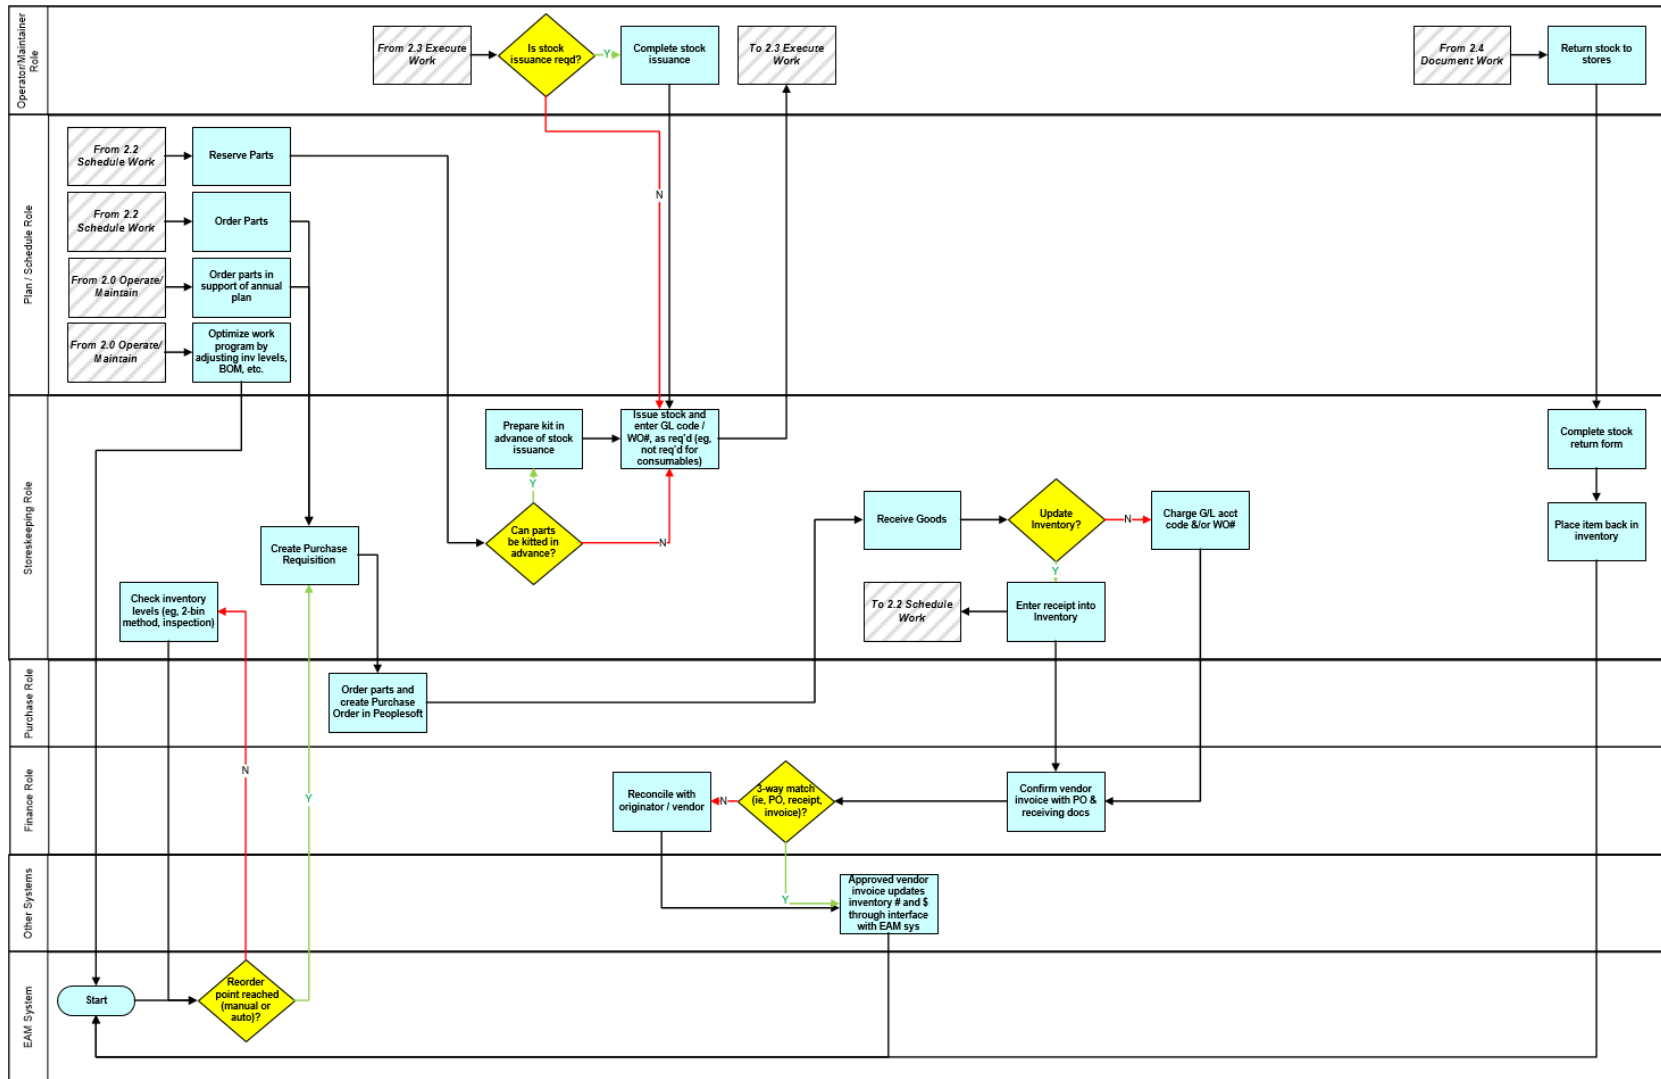 Operator/Maintainer
Role
From 2.3 Execute
Work
Is stock
issuance reqd?
Y
Complete stock
issuance
To 2.3 Execute
Work
From 2.4
Document Work
Return stock to
stores
Plan / Schedule Role
From 2.2
Schedule Work
Reserve Parts
N
From 2.2
Schedule Work
Order Parts
From 2.0 Operate/
Maintain
Order parts in
support of annual
plan
From 2.0 Operate/
Maintain
Optimize work
program by
adjusting inv levels,
BOM, etc.
Storeskeeping Role
Prepare kit in
advance of stock
issuance
Issue stock and
enter GL code /
WO#, as req'd (eg,
not req'd for
consumables)
Complete stock
return form
Y
Can parts
be kitted in
advance?
N
Receive Goods
Update
Inventory?
N
Charge G/L acct
code &/or WO#
Place item back in
inventory
Create Purchase
Requisition
Y
Check inventory
levels (eg, 2-bin
method, inspection)
To 2.2 Schedule
Work
Enter receipt into
Inventory
Purchase Role
Order parts and
create Purchase
Order in Peoplesoft
Finance Role
N
Y
Reconcile with
originator / vendor
N
3-way match
(ie, PO, receipt,
invoice)?
Confirm vendor
invoice with PO &
receiving docs
Other Systems
Y
Approved vendor
invoice updates
inventory # and $
through interface
with EAM sys
EAM System
Start
Reorder
point reached
(manual or
auto)?